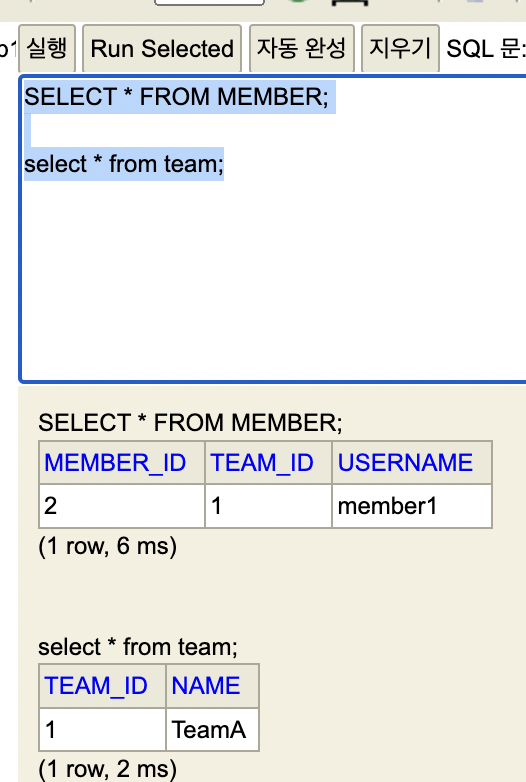 실행 Run Selected 자동 완성 지우기 SQL 문:
SELECT * FROM MEMBER;
select * from team;
SELECT * FROM MEMBER;
MEMBER_ID TEAM_ID USERNAME
2 1 member1
(1 row, 6 ms)
select * from team;
TEAM_ID NAME
1 TeamA
(1 row, 2 ms)